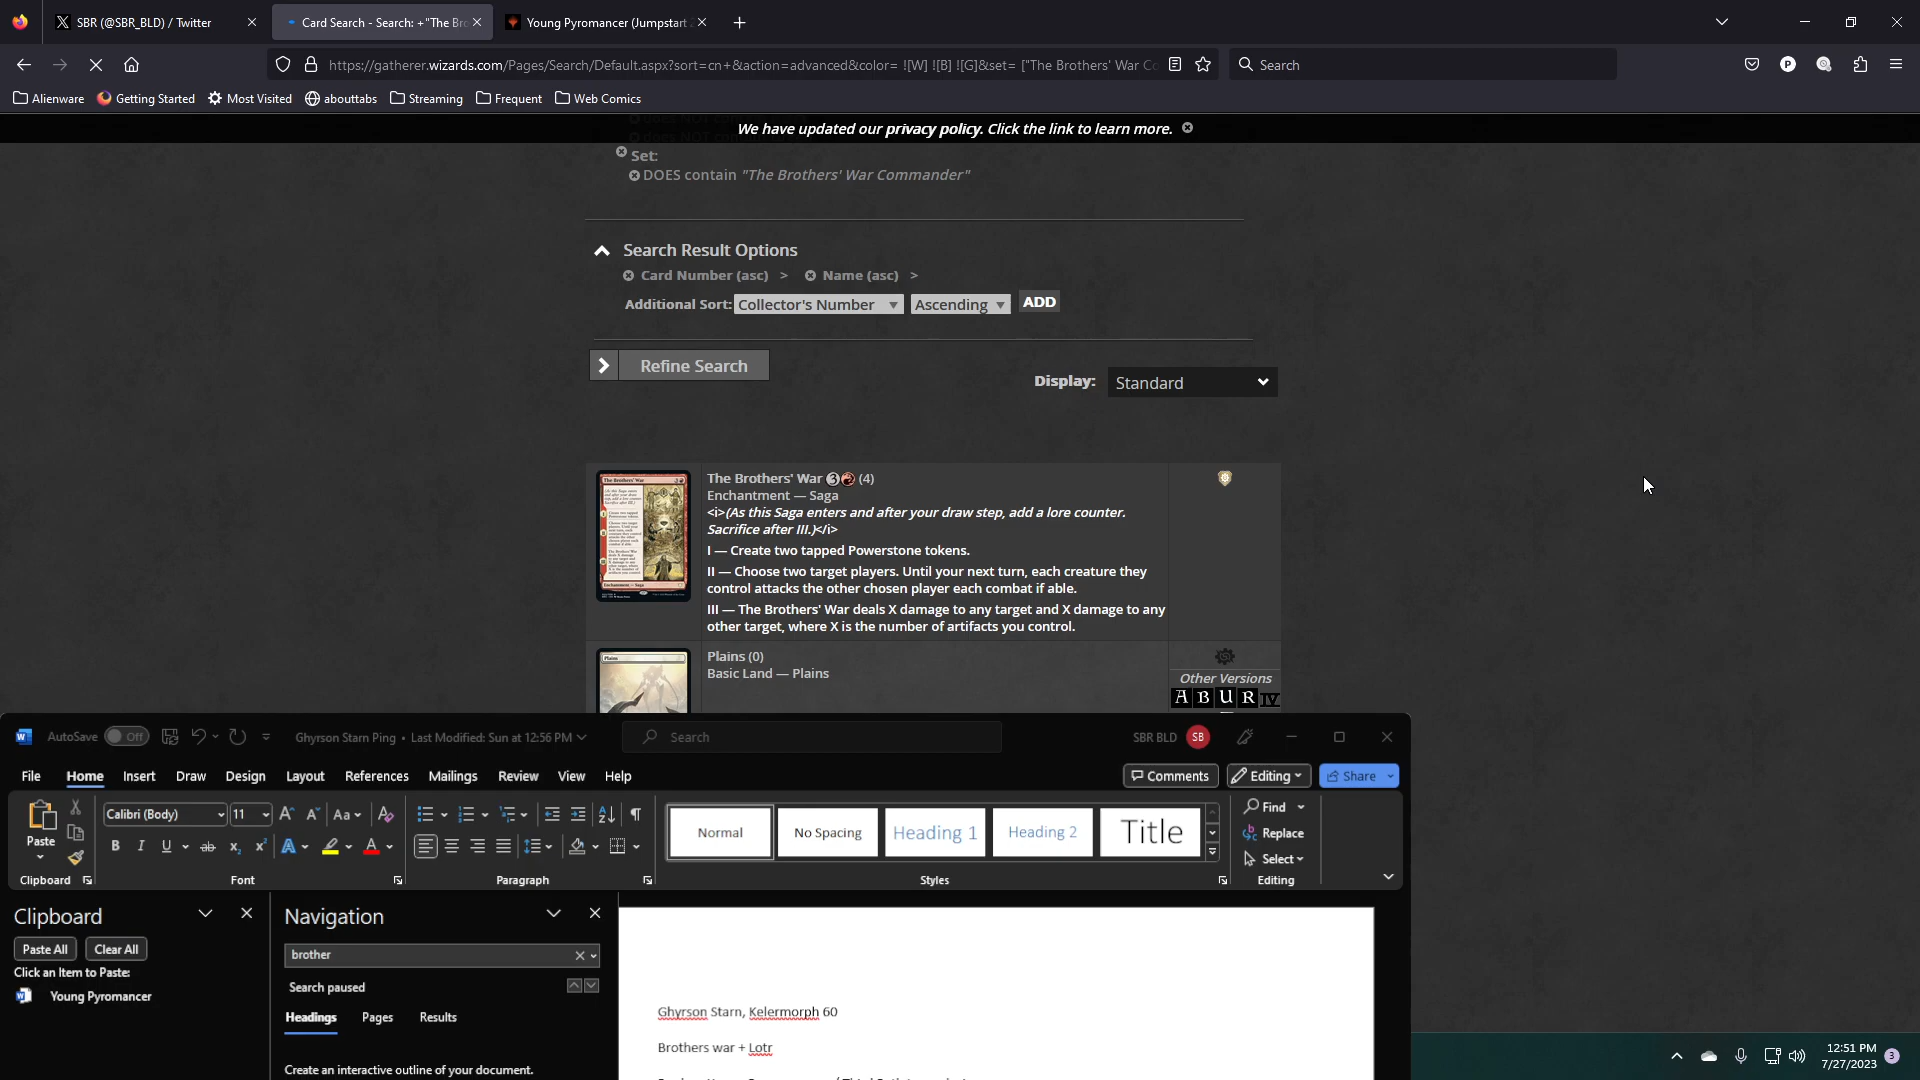 SBR (@SBR_BLD) / Twitter
Card Search - Search: +"The Bro
Young Pyromancer (Jumpstart
https://gatherer.wizards.com/Pages/Search/Default.aspx?sort=cn+&action=advanced&color= ![W] ![B] ![G]&set= ["The Brothers' War Co
Search
Alienware
Getting Started
Most Visited
abouttabs
Streaming
Frequent
Web Comics
We have updated our privacy policy. Click the link to learn more.
Set:
DOES contain "The Brothers' War Commander"
Search Result Options
Card Number (asc) > Name (asc) >
Additional Sort: Collector's Number Ascending ADD
Refine Search
Display: Standard
The Brothers' War 3 (4)
Enchantment — Saga
<i>(As this Saga enters and after your draw step, add a lore counter.
Sacrifice after III.)</i>
I — Create two tapped Powerstone tokens.
II — Choose two target players. Until your next turn, each creature they
control attacks the other chosen player each combat if able.
III — The Brothers' War deals X damage to any target and X damage to any
other target, where X is the number of artifacts you control.
The Brothers' War
Enchantment — Saga
Plains
Plains (0)
Basic Land — Plains
Other Versions
A B U R IV
AutoSave Off
Ghyrson Starn Ping • Last Modified: Sun at 12:56 PM
Search
SBR BLD SB
File Home Insert Draw Design Layout References Mailings Review View Help
Comments Editing Share
Paste
Clipboard
Calibri (Body) 11
Font
Paragraph
Normal
No Spacing
Heading 1
Heading 2
Title
Styles
Find
Replace
Select
Editing
Clipboard
Paste All
Clear All
Click an Item to Paste:
Young Pyromancer
Navigation
brother
Search paused
Headings Pages Results
Create an interactive outline of your document.
Ghyrson Starn, Kelermorph 60
Brothers war + Lotr
12:51 PM
7/27/2023
3